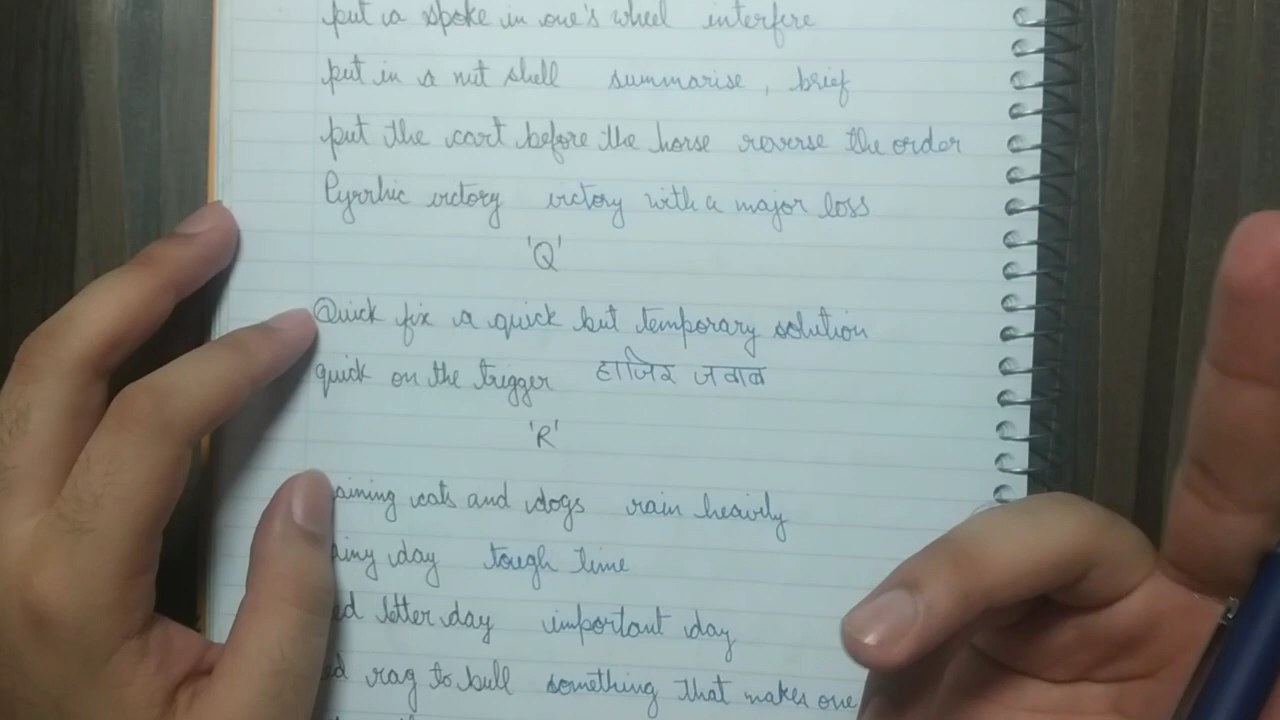 put a spoke in one's wheel interfere
put in a nut shell summarise, brief
put the cart before the horse reverse the order
Pyrrhic victory victory with a major loss
'Q'
Quick fix a quick but temporary solution
quick on the trigger हाजिर जवाब
'R'
aining cats and dogs rain heavily
day tough time
letter day important day
rag to bull something that makes one